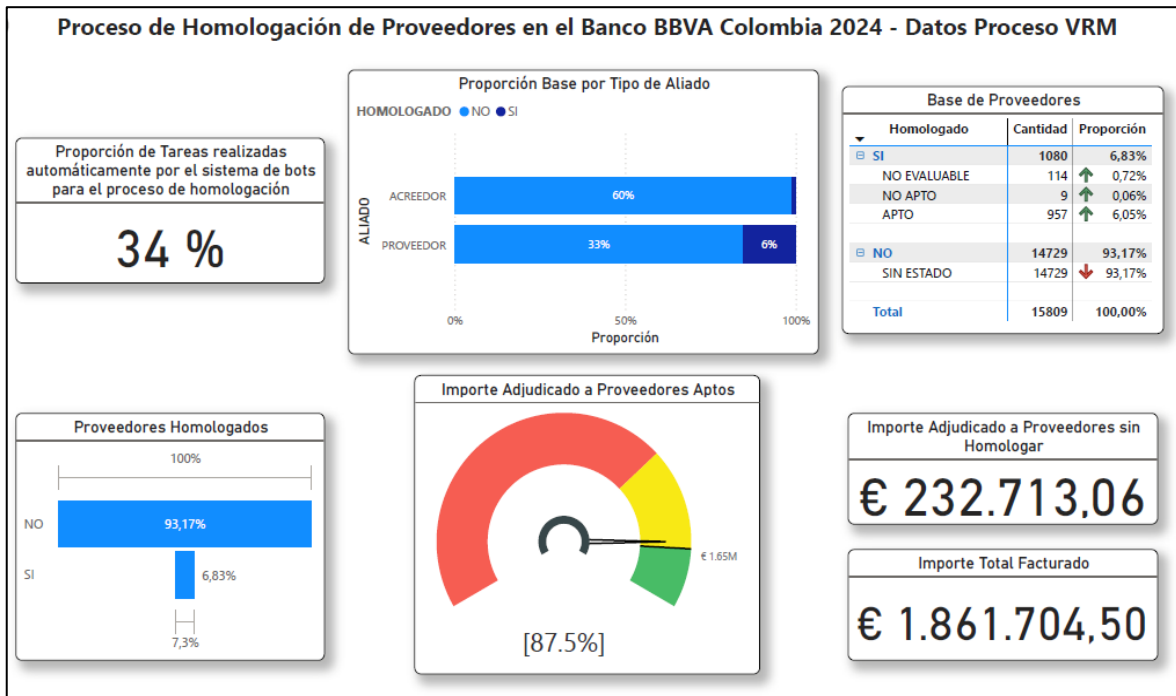 Proceso de Homologación de Proveedores en el Banco BBVA Colombia 2024 - Datos Proceso VRM
Proporción de Tareas realizadas
automáticamente por el sistema de bots
para el proceso de homologación
34 %
Proporción Base por Tipo de Aliado
HOMOLOGADO NO SI
ALIADO
ACREEDOR
60%
PROVEEDOR
33%
6%
0%
50%
100%
Proporción
Base de Proveedores
Homologado Cantidad Proporción
SI 1080 6,83%
NO EVALUABLE 114 0,72%
NO APTO 9 0,06%
APTO 957 6,05%
NO 14729 93,17%
SIN ESTADO 14729 93,17%
Total 15809 100,00%
Proveedores Homologados
100%
NO
93,17%
SI
6,83%
7,3%
Importe Adjudicado a Proveedores Aptos
€ 1.65M
[87.5%]
Importe Adjudicado a Proveedores sin
Homologar
€ 232.713,06
Importe Total Facturado
€ 1.861.704,50